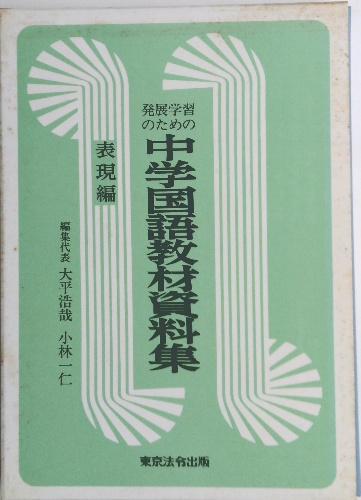 発展学習
のための
中学国語教材資料集
表現編
編集代表 大平浩哉 小林一仁
東京法令出版